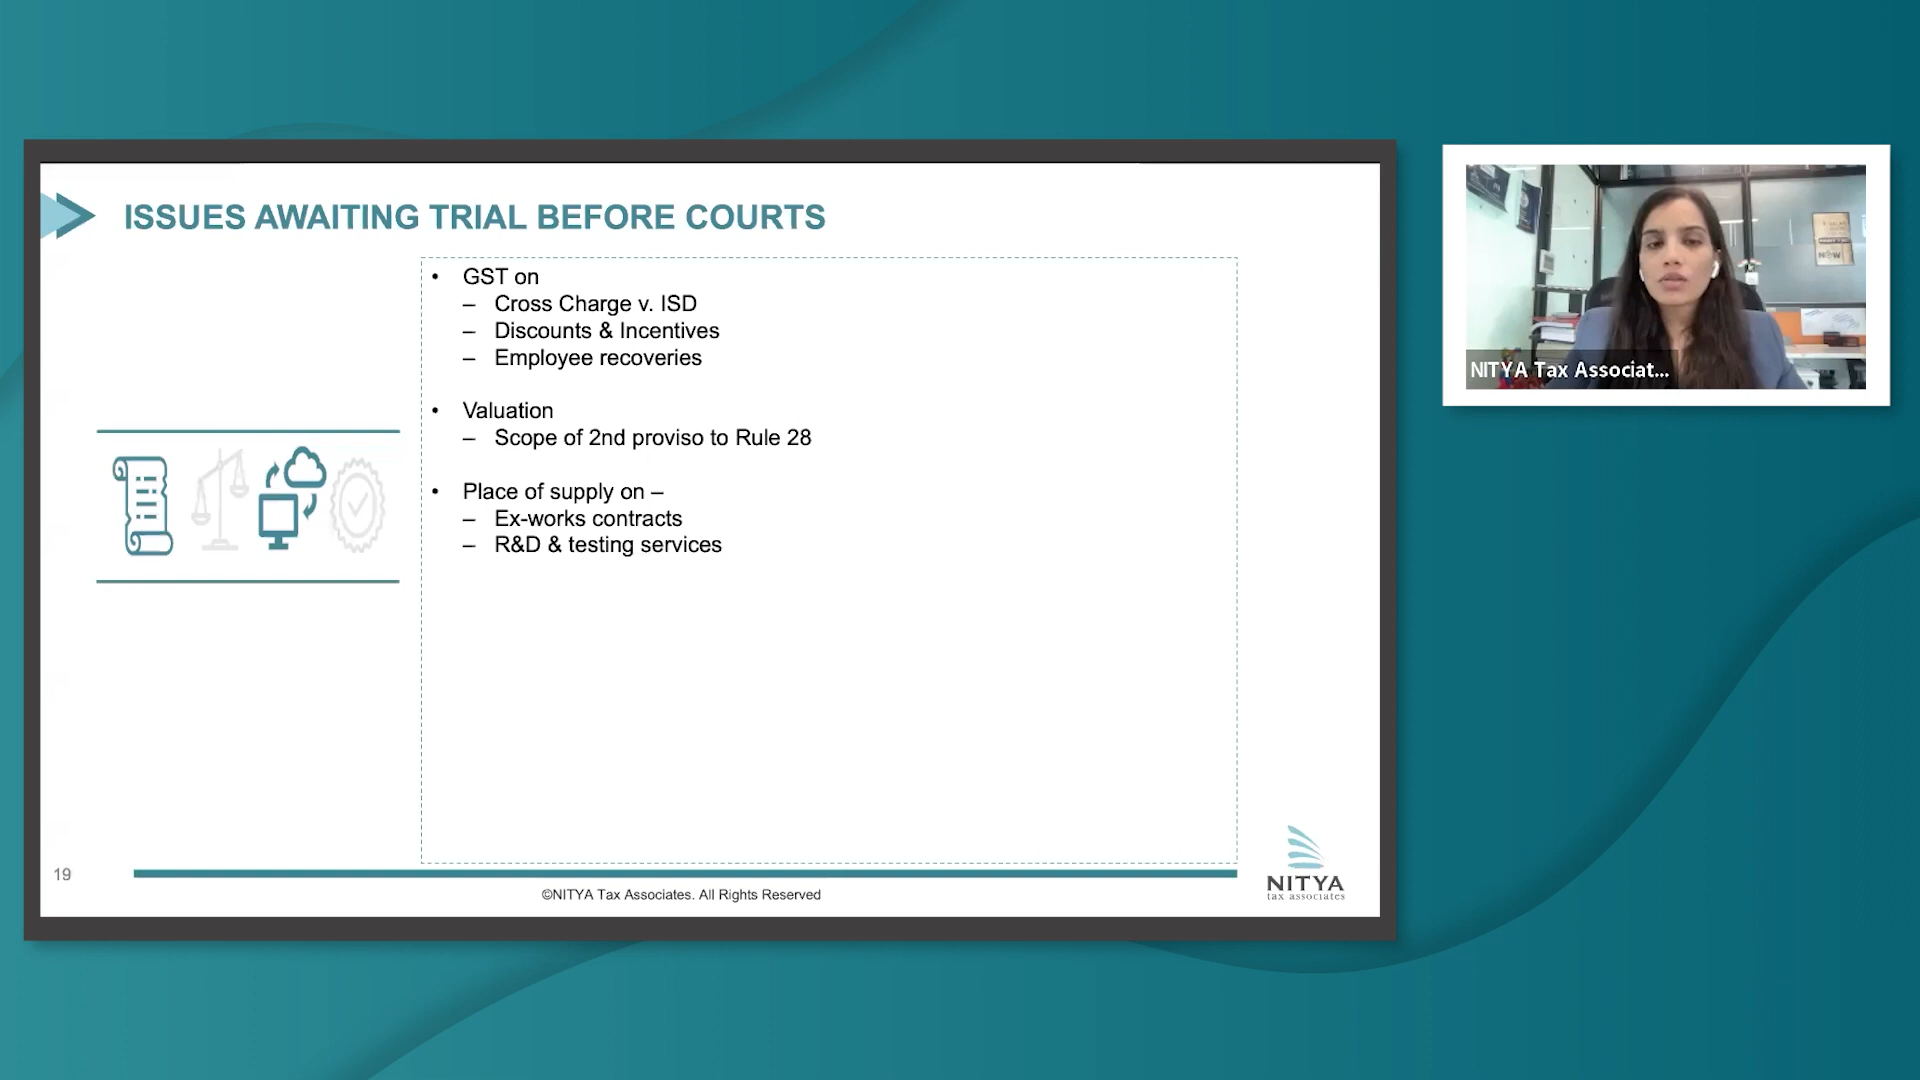 ISSUES AWAITING TRIAL BEFORE COURTS
• GST on
– Cross Charge v. ISD
– Discounts & Incentives
– Employee recoveries
• Valuation
– Scope of 2nd proviso to Rule 28
• Place of supply on –
– Ex-works contracts
– R&D & testing services
19
©NITYA Tax Associates. All Rights Reserved
NITYA
tax associates
NITYA Tax Associat...